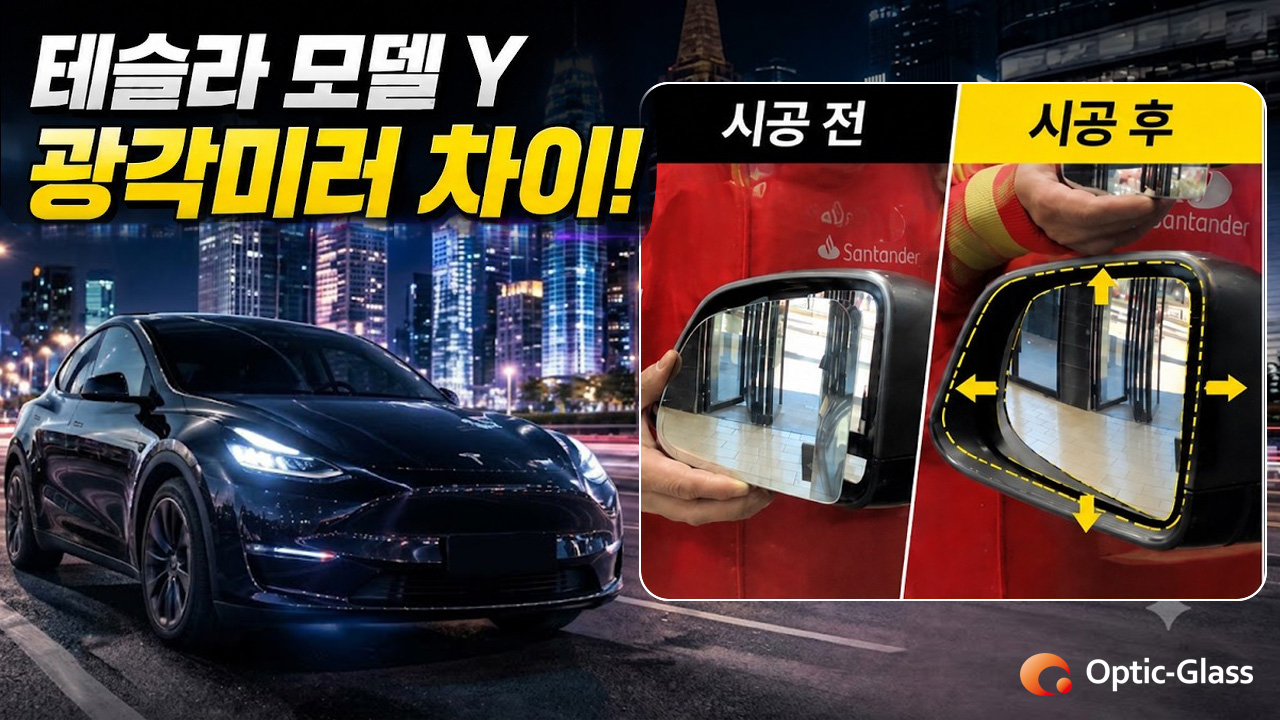 테슬라 모델 Y
광각미러 차이!
시공 전
시공 후
Santander
Santander
Optic-Glass